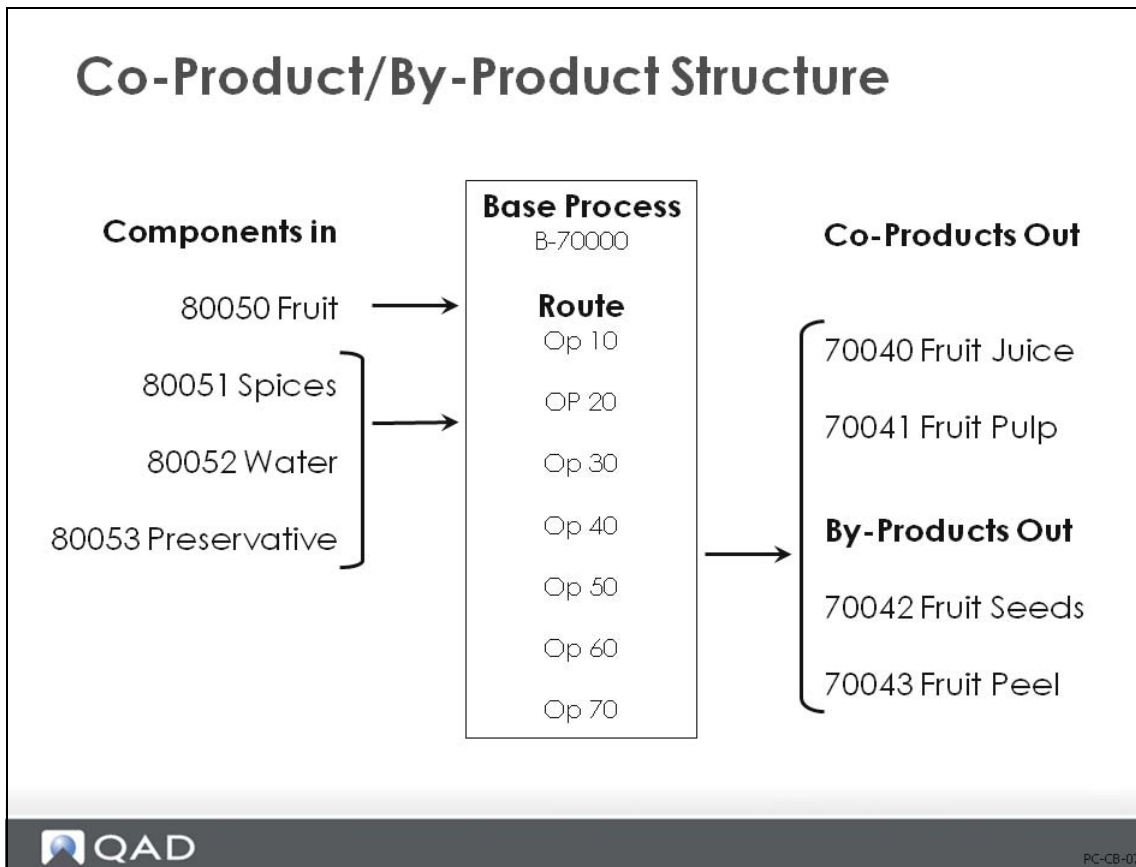 Co-Product/By-Product Structure
Components in
80050 Fruit
80051 Spices
80052 Water
80053 Preservative
Base Process
B-70000
Route
Op 10
OP 20
Op 30
Op 40
Op 50
Op 60
Op 70
Co-Products Out
70040 Fruit Juice
70041 Fruit Pulp
By-Products Out
70042 Fruit Seeds
70043 Fruit Peel
QAD